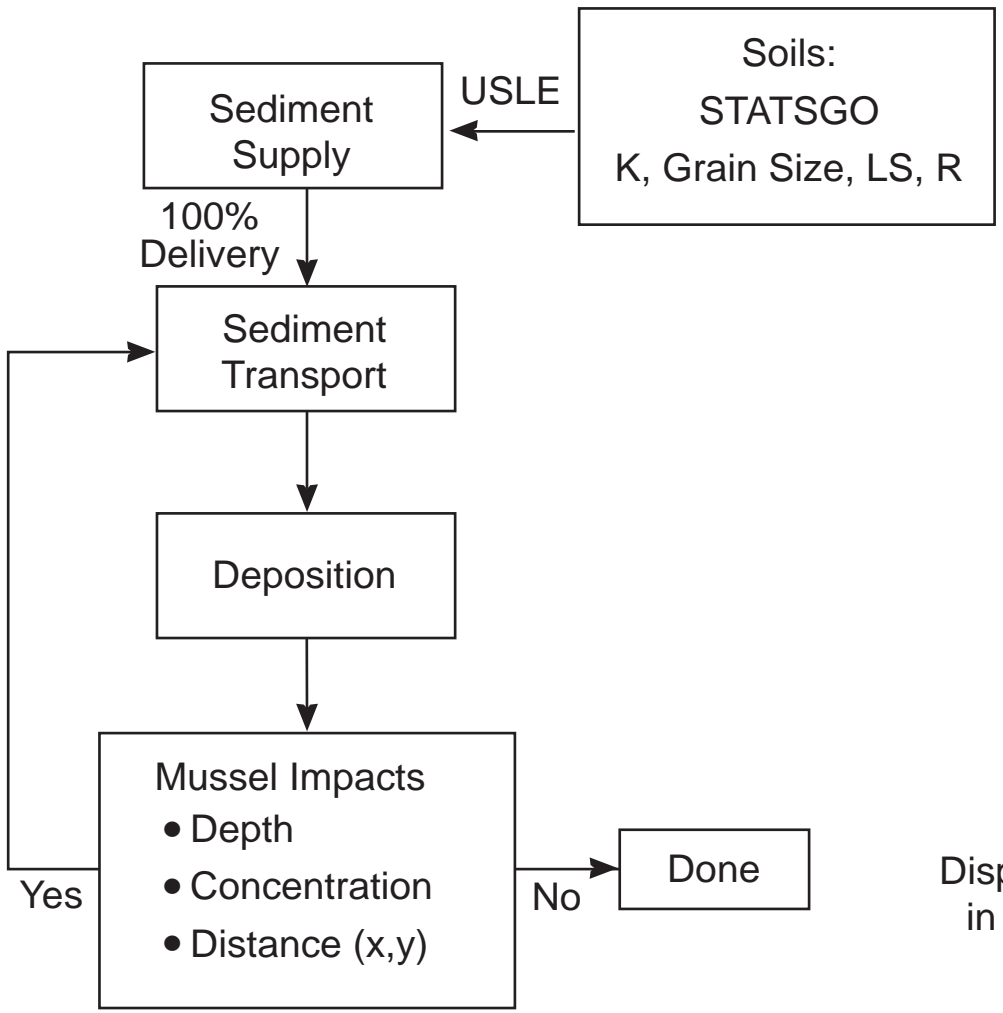 Soils:
STATSGO
K, Grain Size, LS, R
USLE
Sediment
Supply
100%
Delivery
Sediment
Transport
Deposition
Mussel Impacts
• Depth
• Concentration
• Distance (x,y)
Yes
No
Done
in